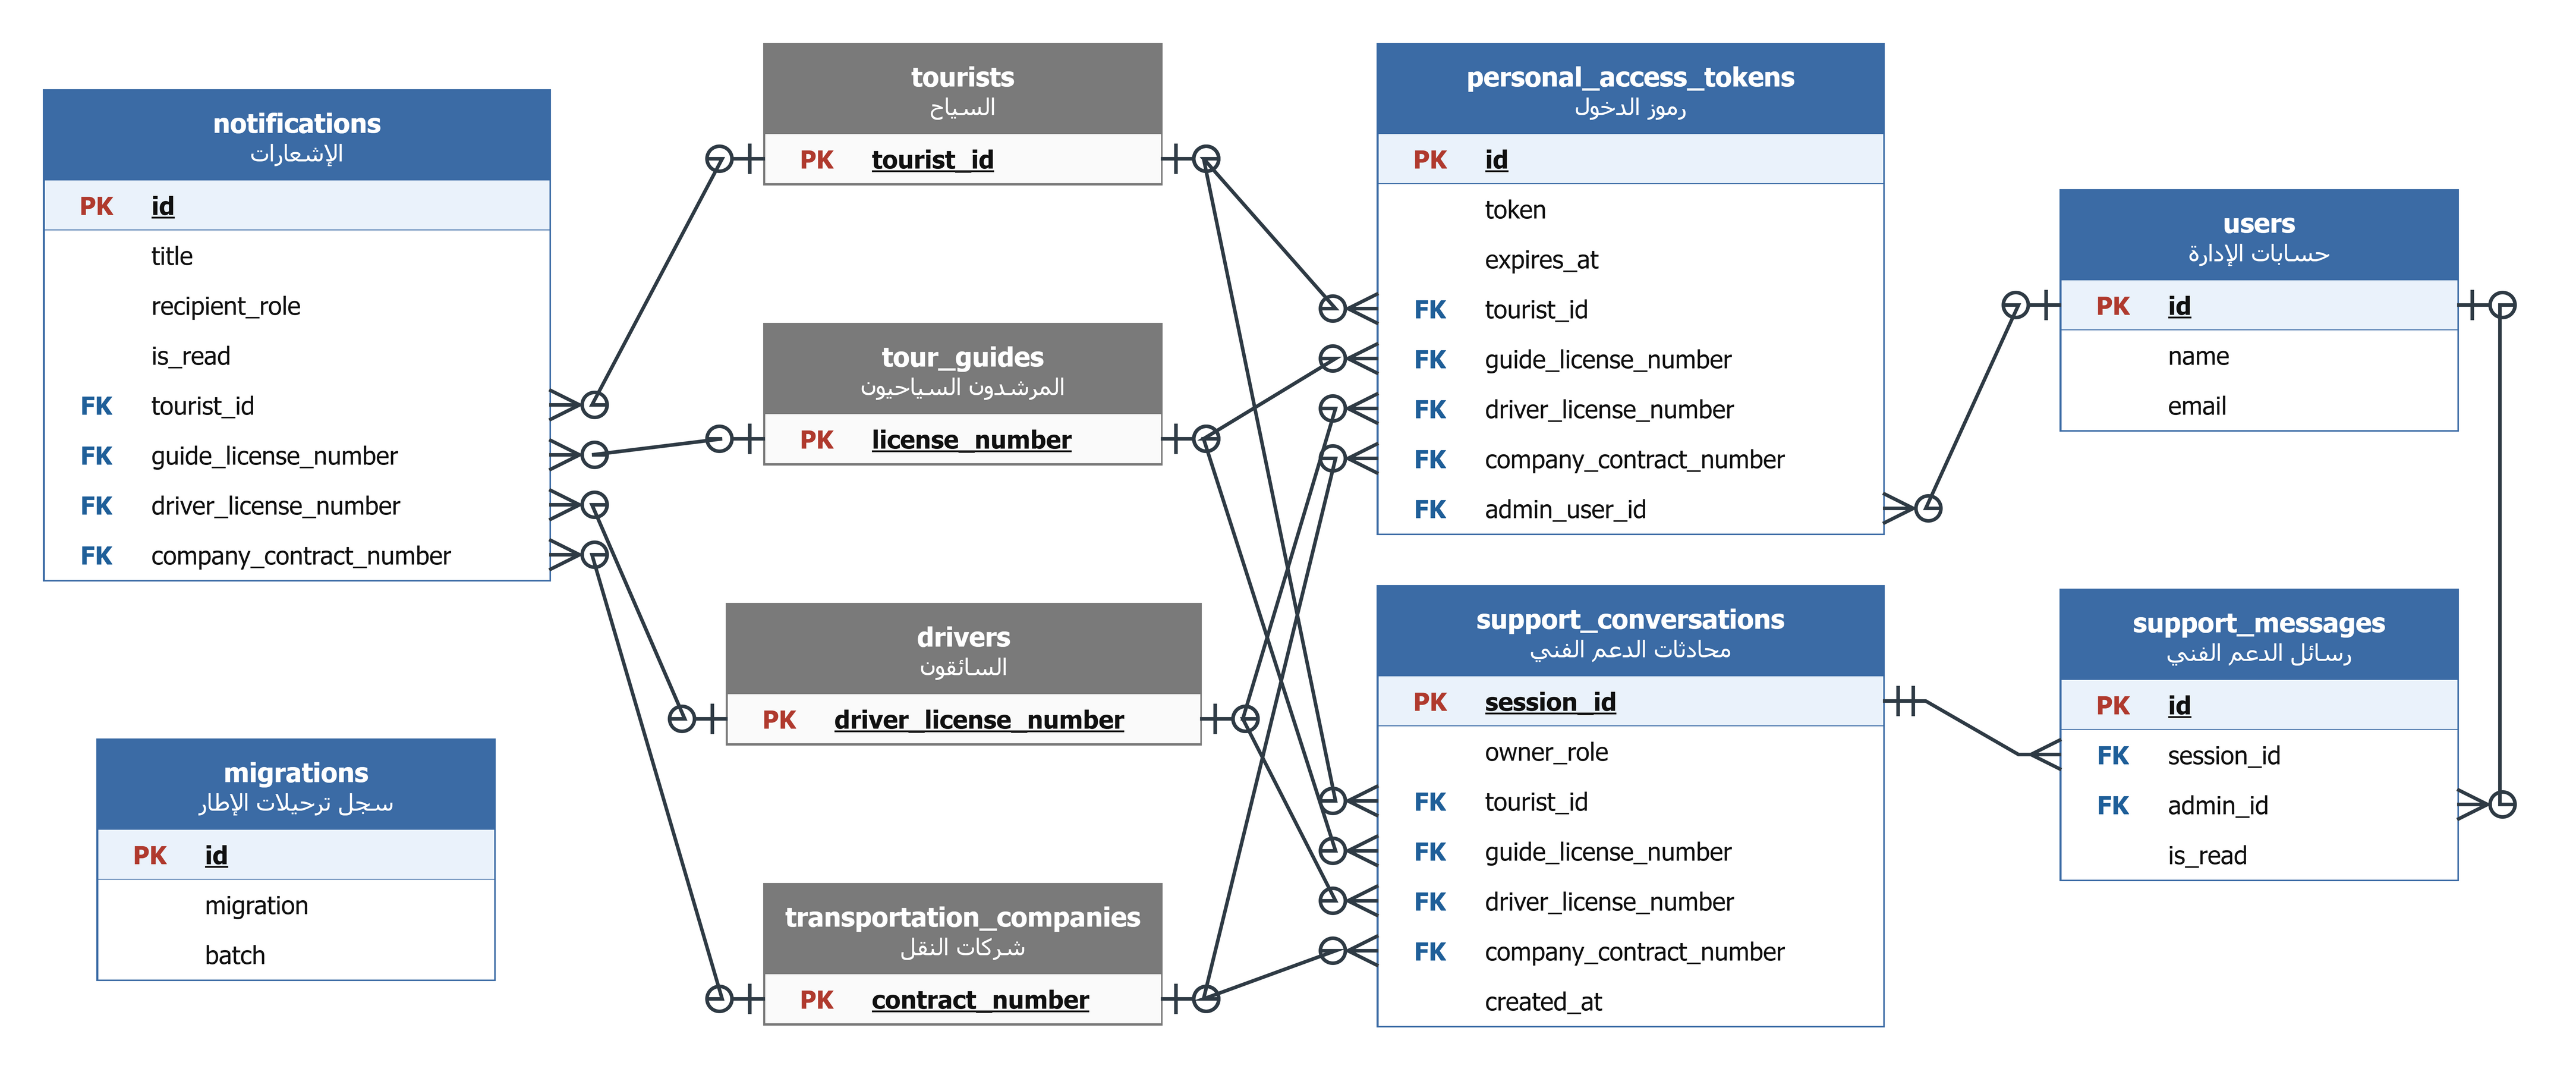 notifications
الإشعارات
PK id
title
recipient_role
is_read
FK tourist_id
FK guide_license_number
FK driver_license_number
FK company_contract_number
migrations
سجل ترحيلات الإطار
PK id
migration
batch
tourists
السياح
PK tourist_id
tour_guides
المرشدون السياحيون
PK license_number
drivers
السائقون
PK driver_license_number
transportation_companies
شركات النقل
PK contract_number
personal_access_tokens
رموز الدخول
PK id
token
expires_at
FK tourist_id
FK guide_license_number
FK driver_license_number
FK company_contract_number
FK admin_user_id
support_conversations
محادثات الدعم الفني
PK session_id
owner_role
FK tourist_id
FK guide_license_number
FK driver_license_number
FK company_contract_number
created_at
users
حسابات الإدارة
PK id
name
email
support_messages
رسائل الدعم الفني
PK id
FK session_id
FK admin_id
is_read